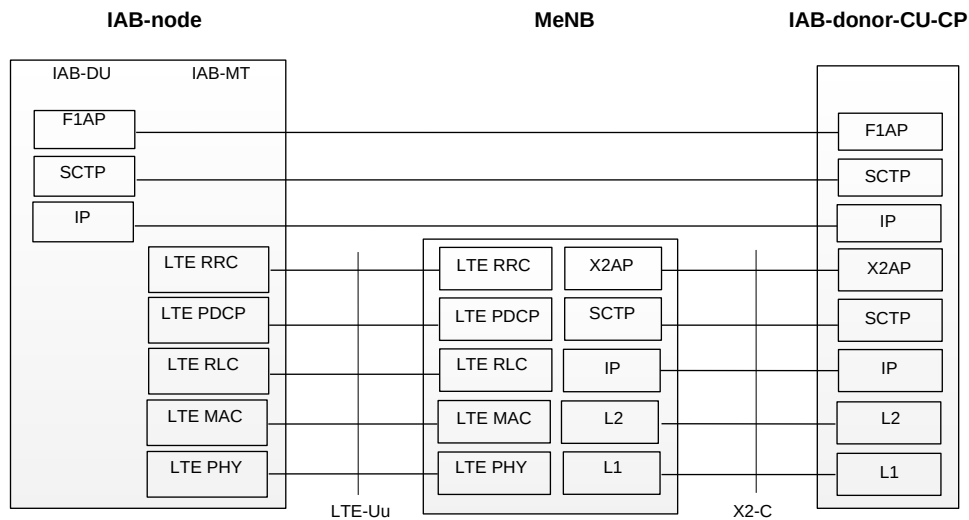 IAB-node MeNB IAB-donor-CU-CP
IAB-DU IAB-MT
F1AP F1AP
SCTP SCTP
IP IP
LTE RRC LTE RRC X2AP X2AP
LTE PDCP LTE PDCP SCTP SCTP
LTE RLC LTE RLC IP IP
LTE MAC LTE MAC L2 L2
LTE PHY LTE PHY L1 L1
LTE-Uu X2-C